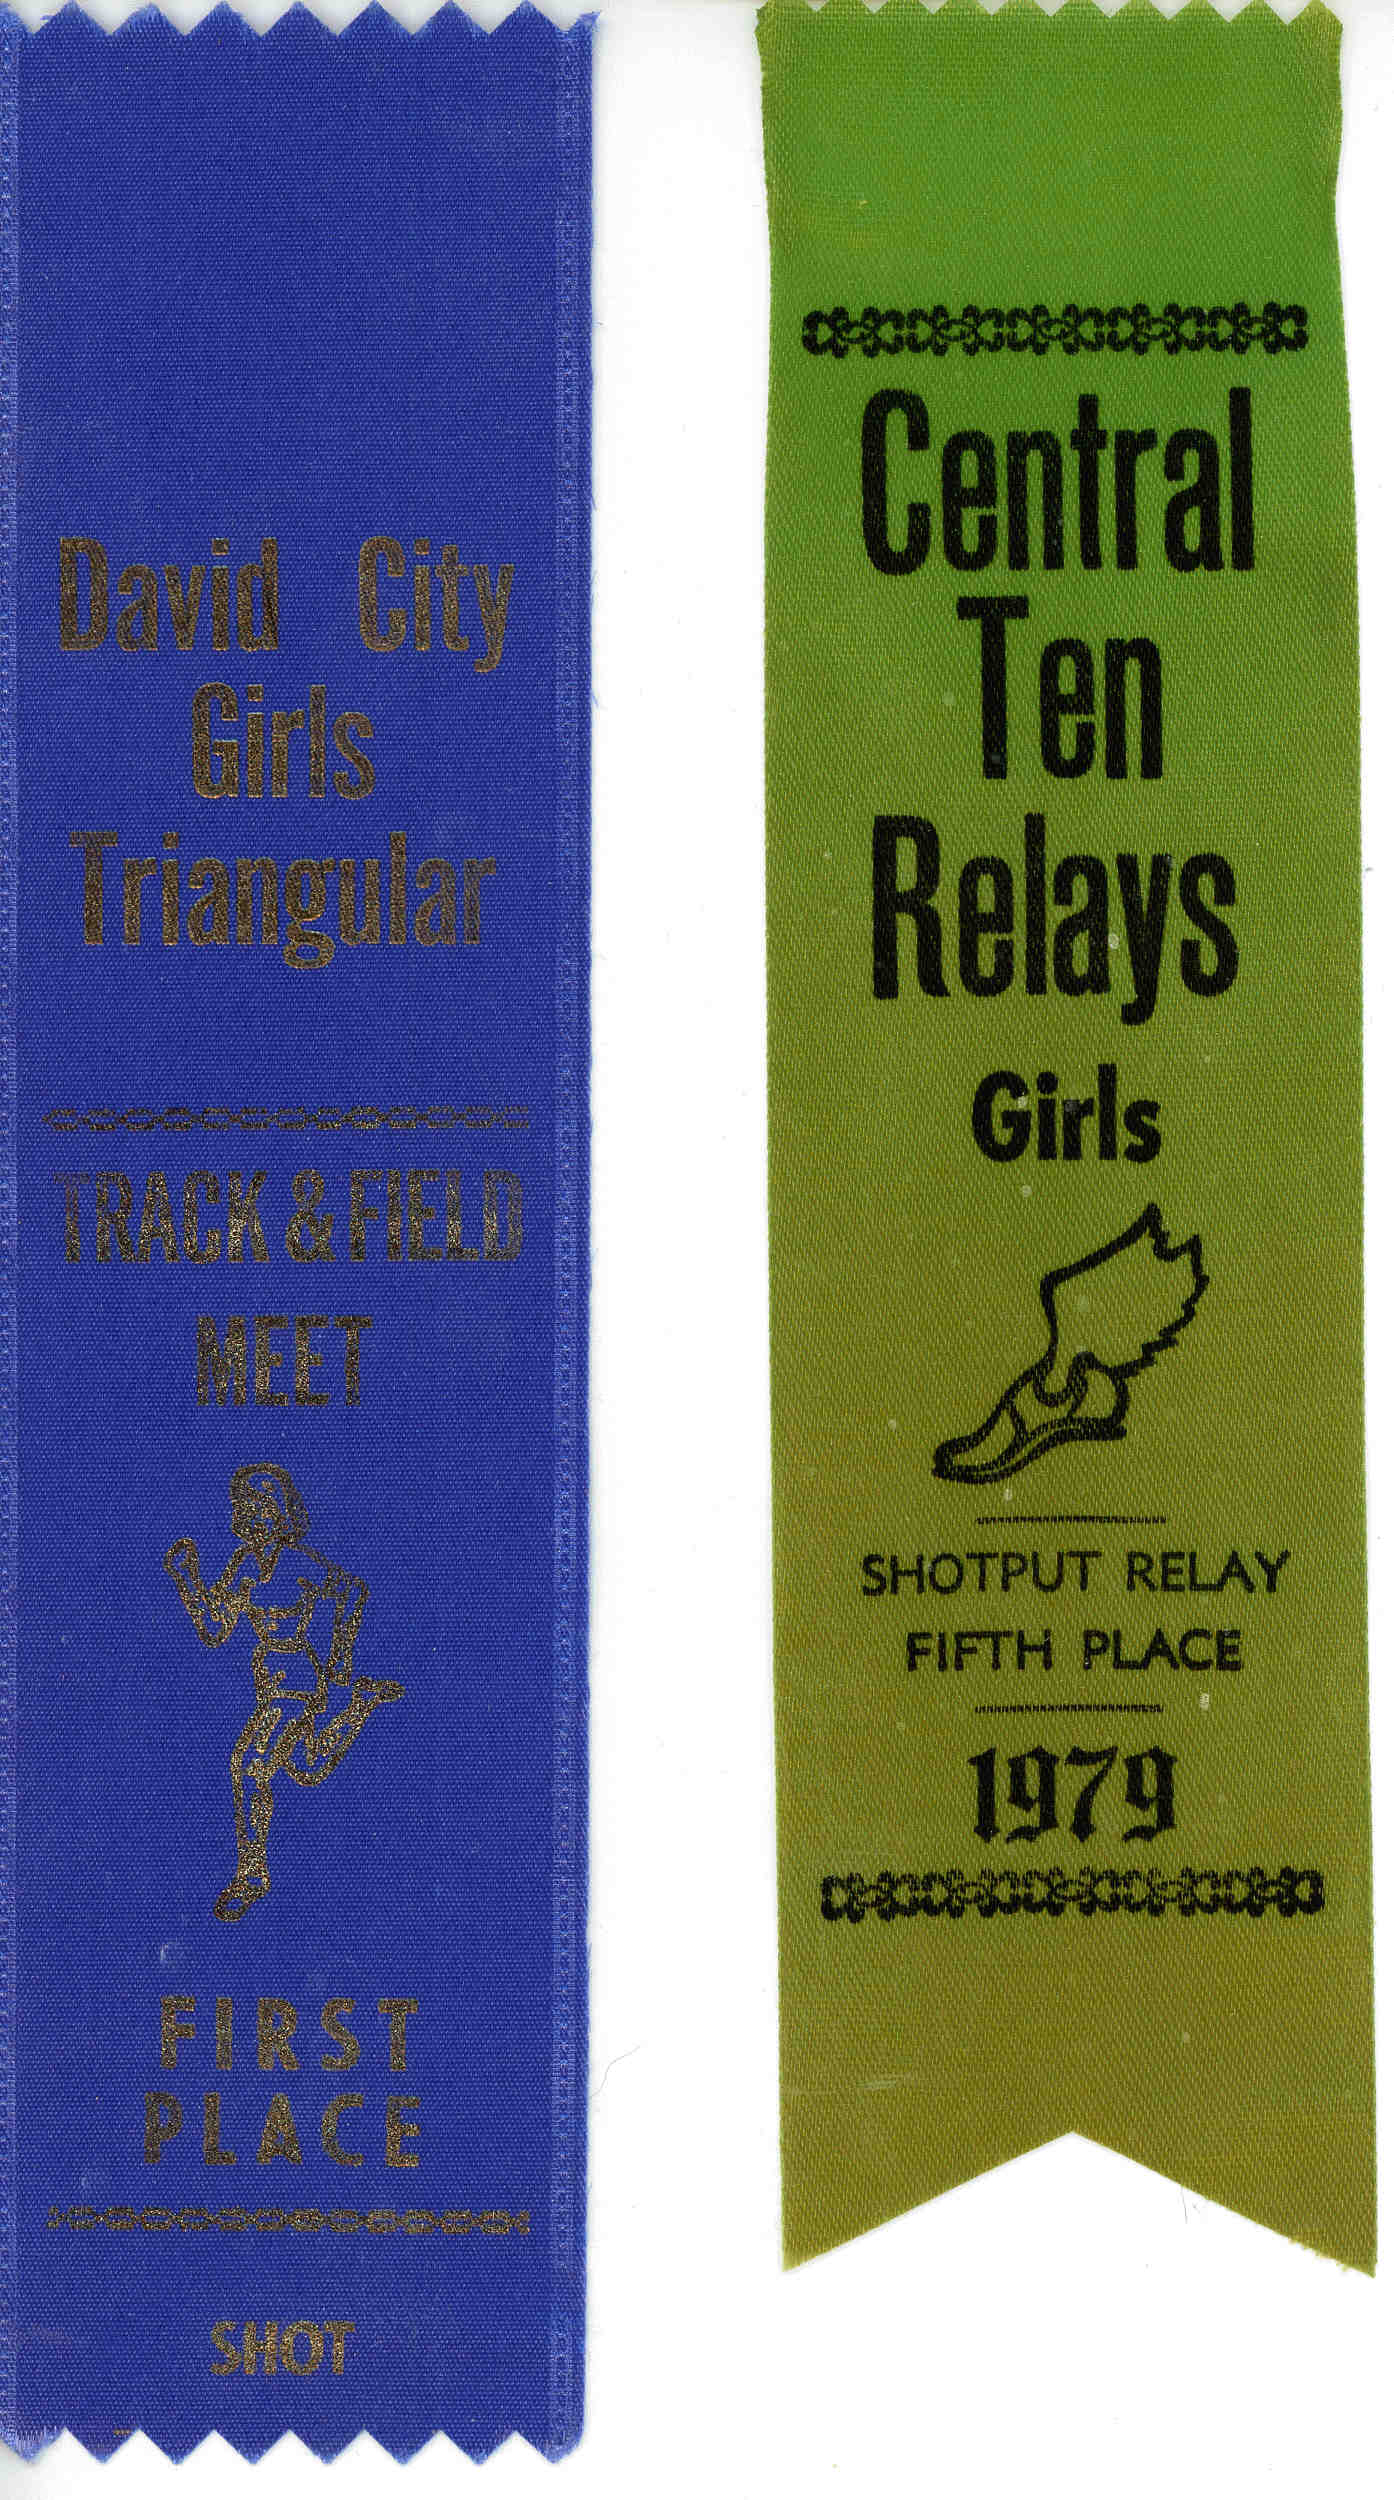 David City
Girls
Triangular
TRACK & FIELD
MEET
FIRST
PLACE
SHOT
Central
Ten
Relays
Girls
SHOTPUT RELAY
FIFTH PLACE
1979